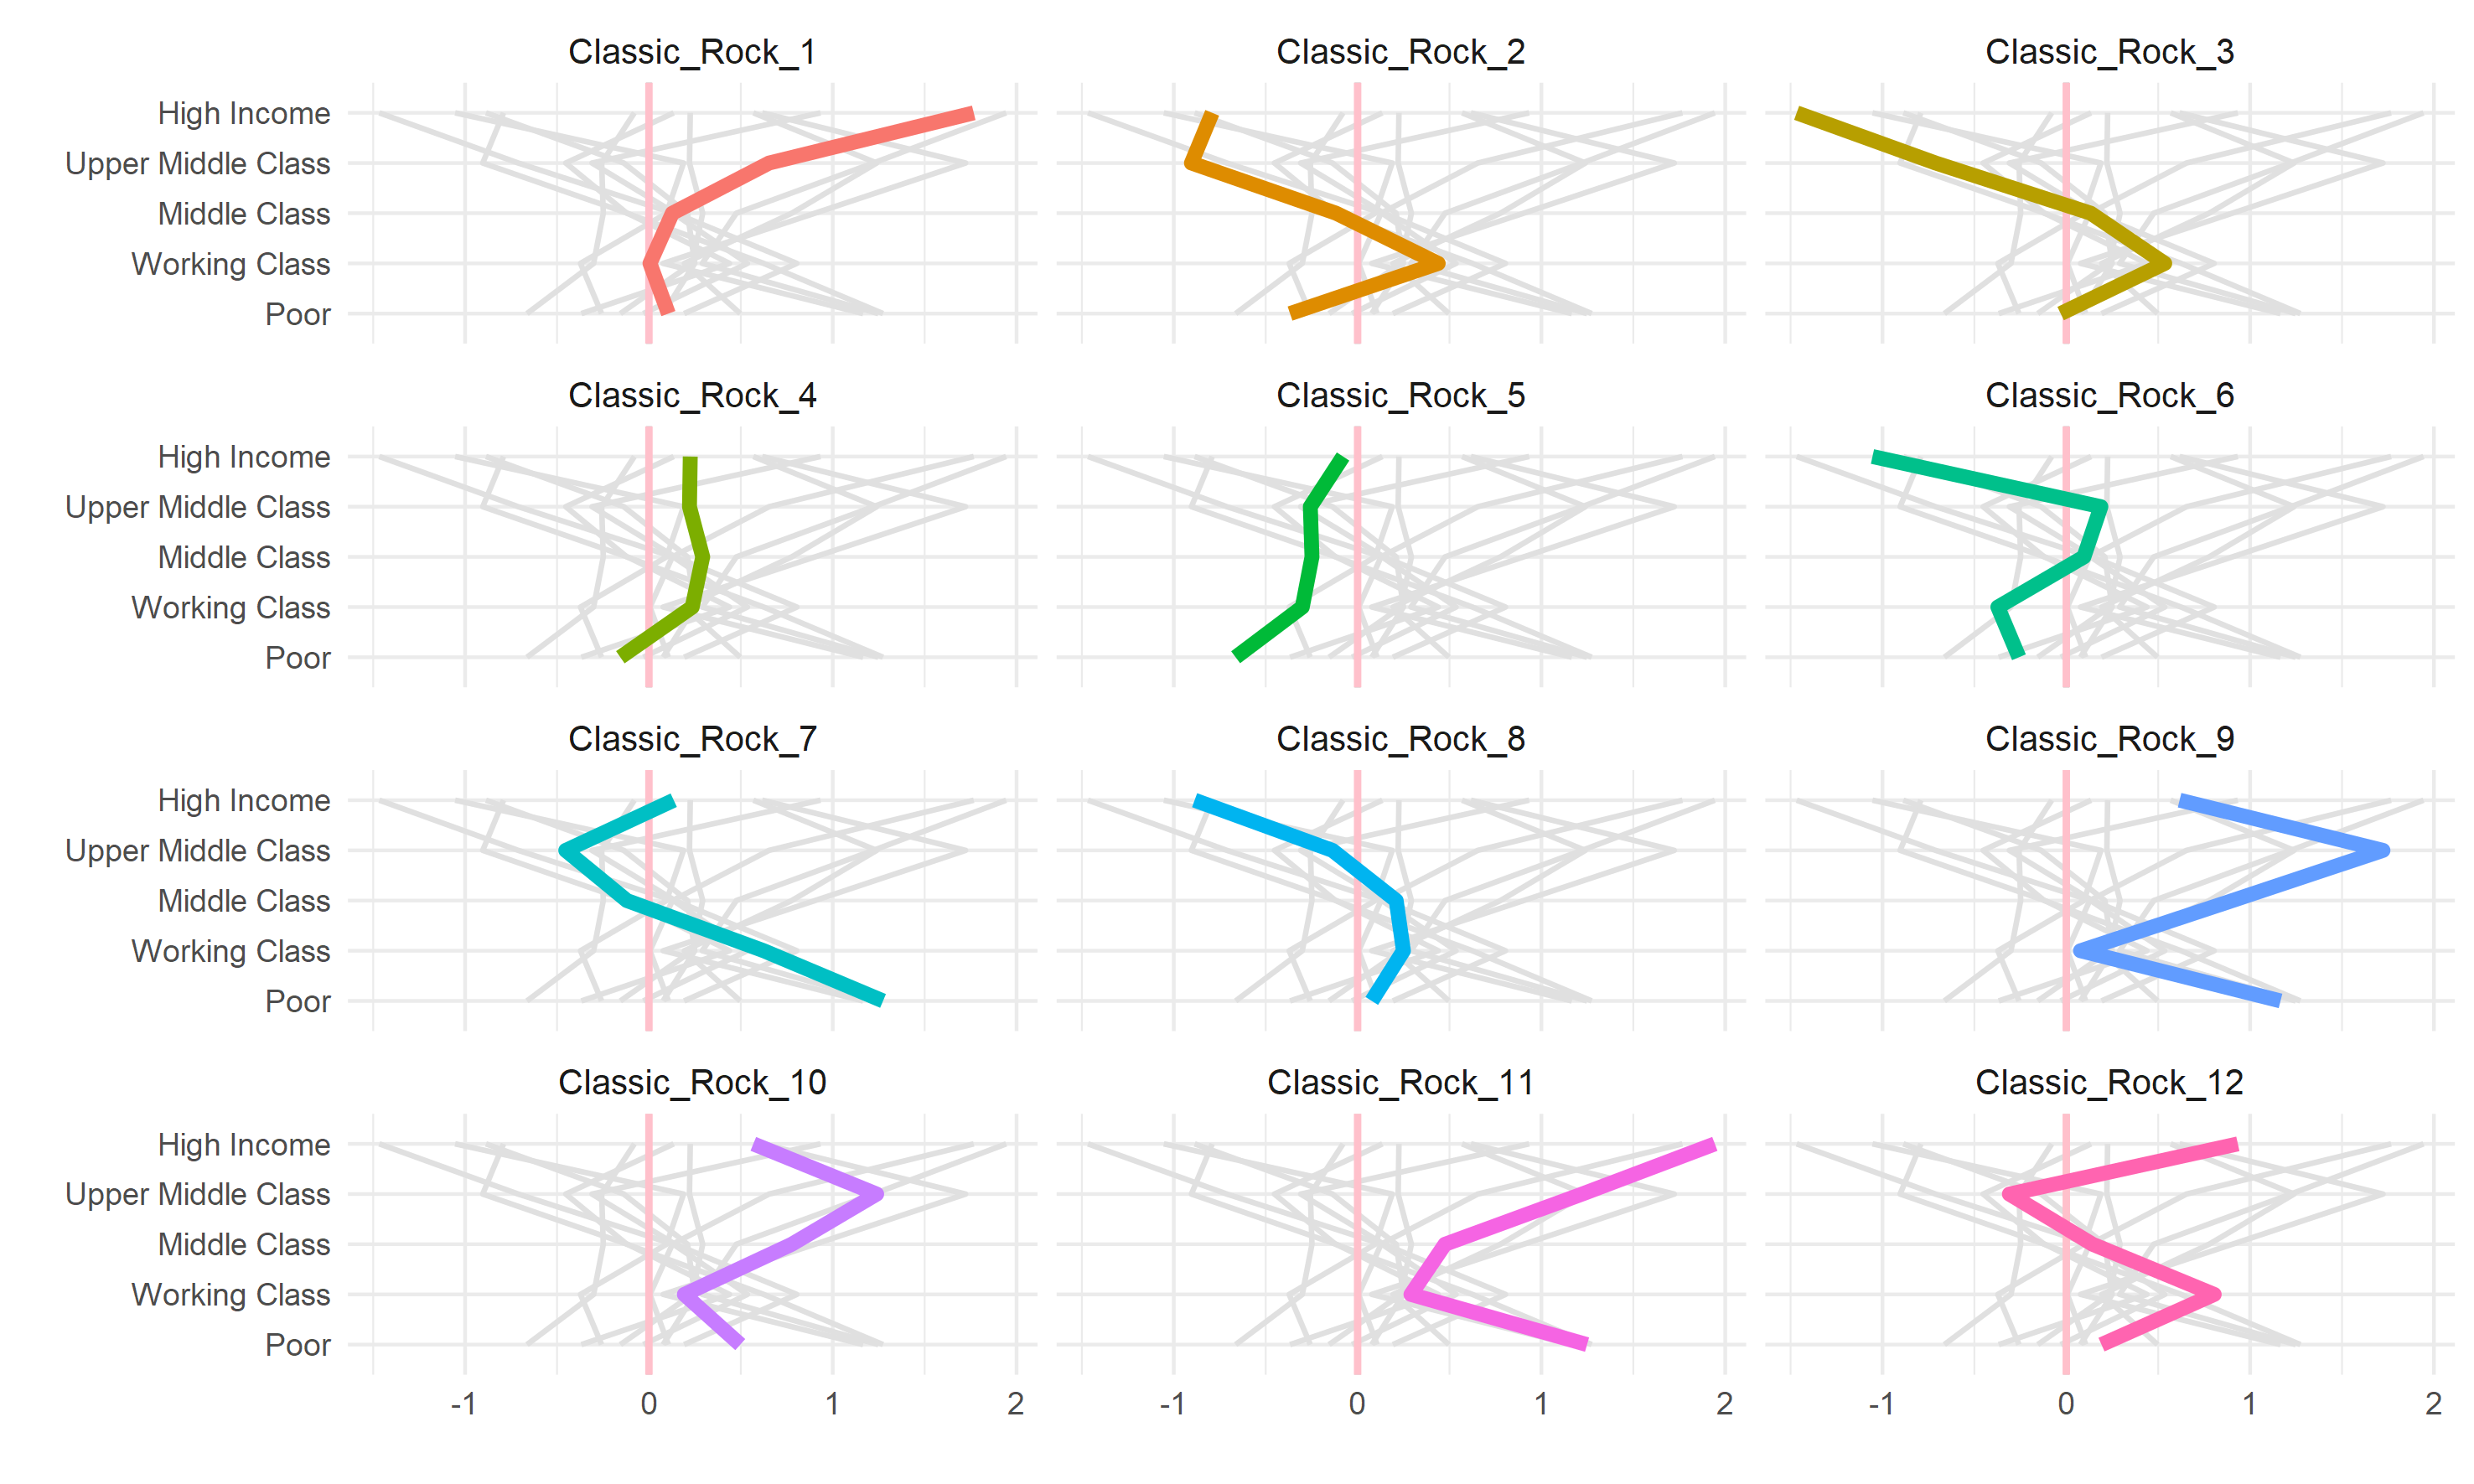 Classic_Rock_1 Classic_Rock_2 Classic_Rock_3
High Income
Upper Middle Class
Middle Class
Working Class
Poor
Classic_Rock_4 Classic_Rock_5 Classic_Rock_6
High Income
Upper Middle Class
Middle Class
Working Class
Poor
Classic_Rock_7 Classic_Rock_8 Classic_Rock_9
High Income
Upper Middle Class
Middle Class
Working Class
Poor
Classic_Rock_10 Classic_Rock_11 Classic_Rock_12
High Income
Upper Middle Class
Middle Class
Working Class
Poor
-1 0 1 2 -1 0 1 2 -1 0 1 2